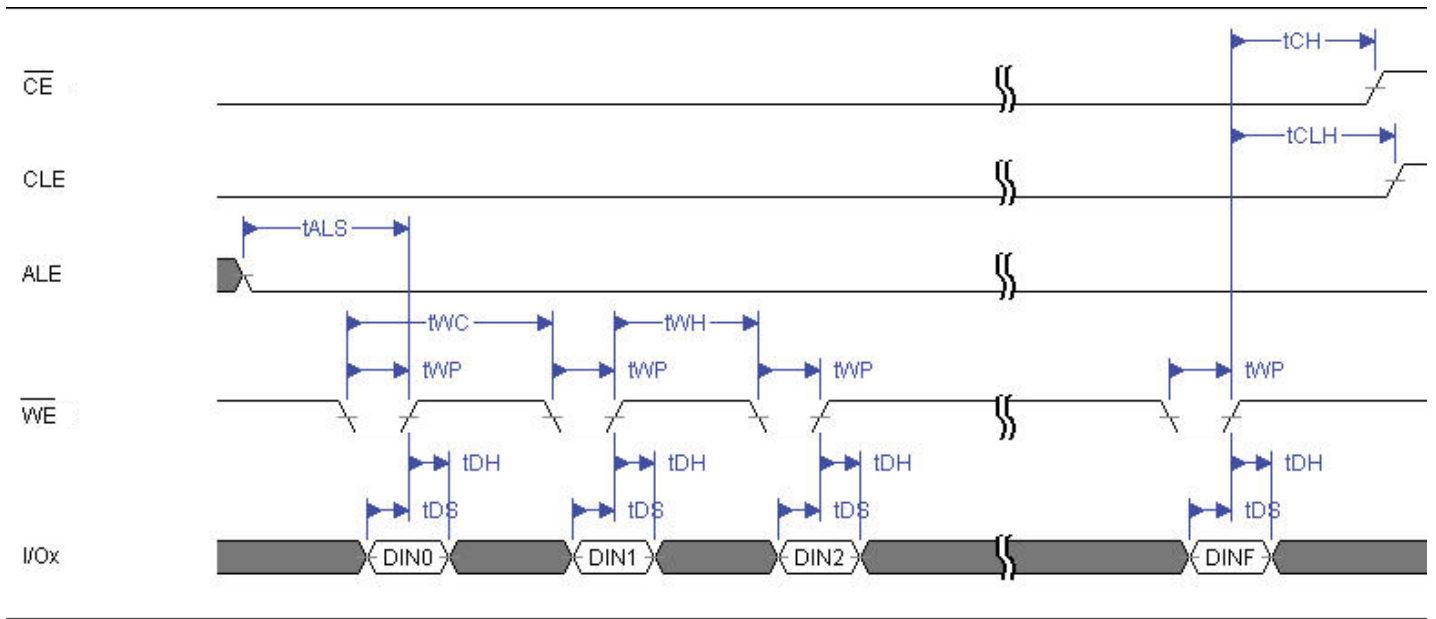 tCH
CE
tCLH
CLE
tALS
ALE
tWC tWH
tWP tWP tWP tWP
WE
tDH tDH tDH tDH
tDS tDS tDS tDS
I/Ox DIN0 DIN1 DIN2 DINF